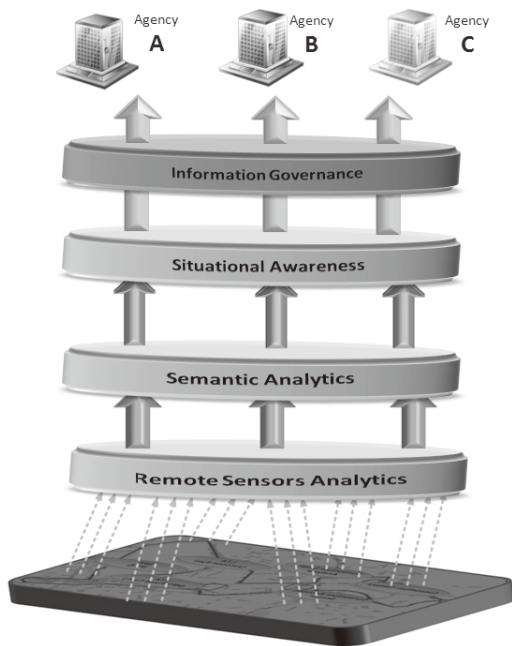 Agency
A
Agency
B
Agency
C
Information Governance
Situational Awareness
Semantic Analytics
Remote Sensors Analytics